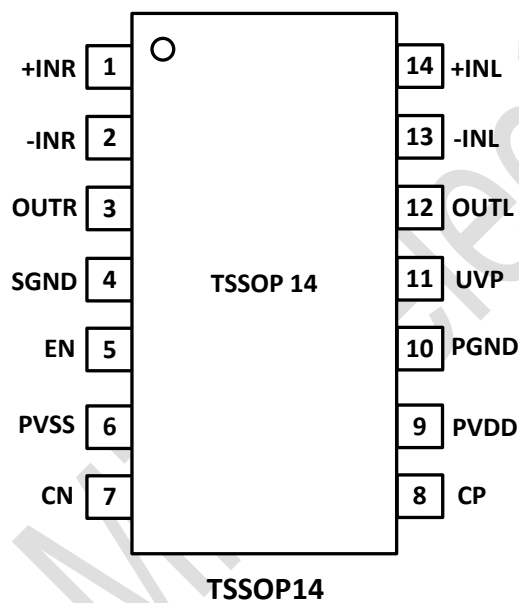 +INR 1 14 +INL
-INR 2 13 -INL
OUTR 3 12 OUTL
SGND 4 TSSOP 14 11 UVP
EN 5 10 PGND
PVSS 6 9 PVDD
CN 7 8 CP
TSSOP14